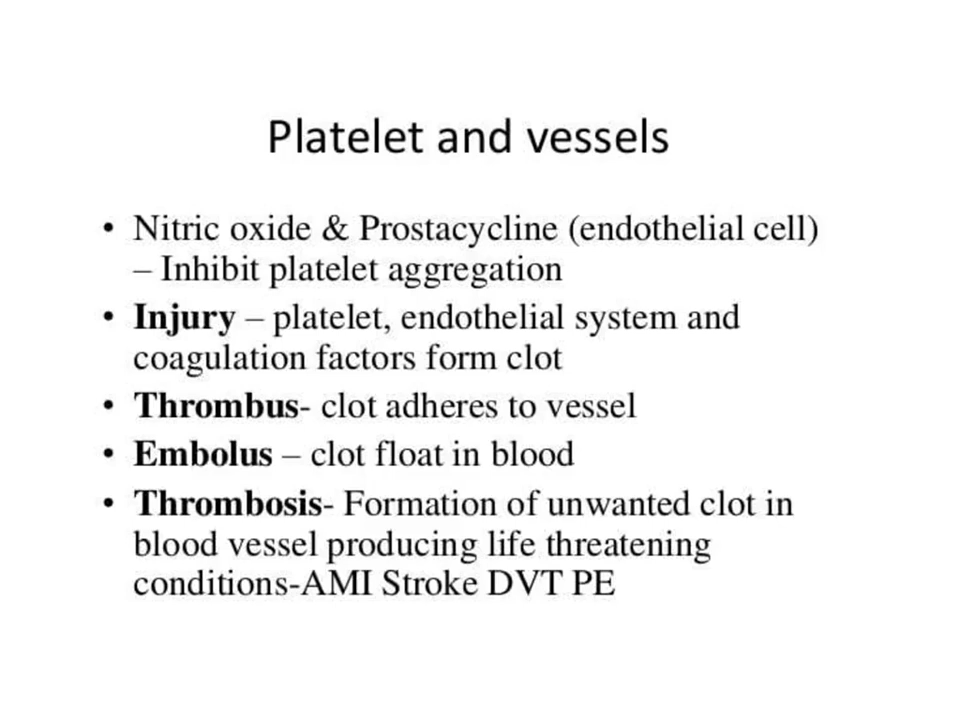 Platelet and vessels
• Nitric oxide & Prostacycline (endothelial cell)
– Inhibit platelet aggregation
• Injury – platelet, endothelial system and
coagulation factors form clot
• Thrombus- clot adheres to vessel
• Embolus – clot float in blood
• Thrombosis- Formation of unwanted clot in
blood vessel producing life threatening
conditions-AMI Stroke DVT PE